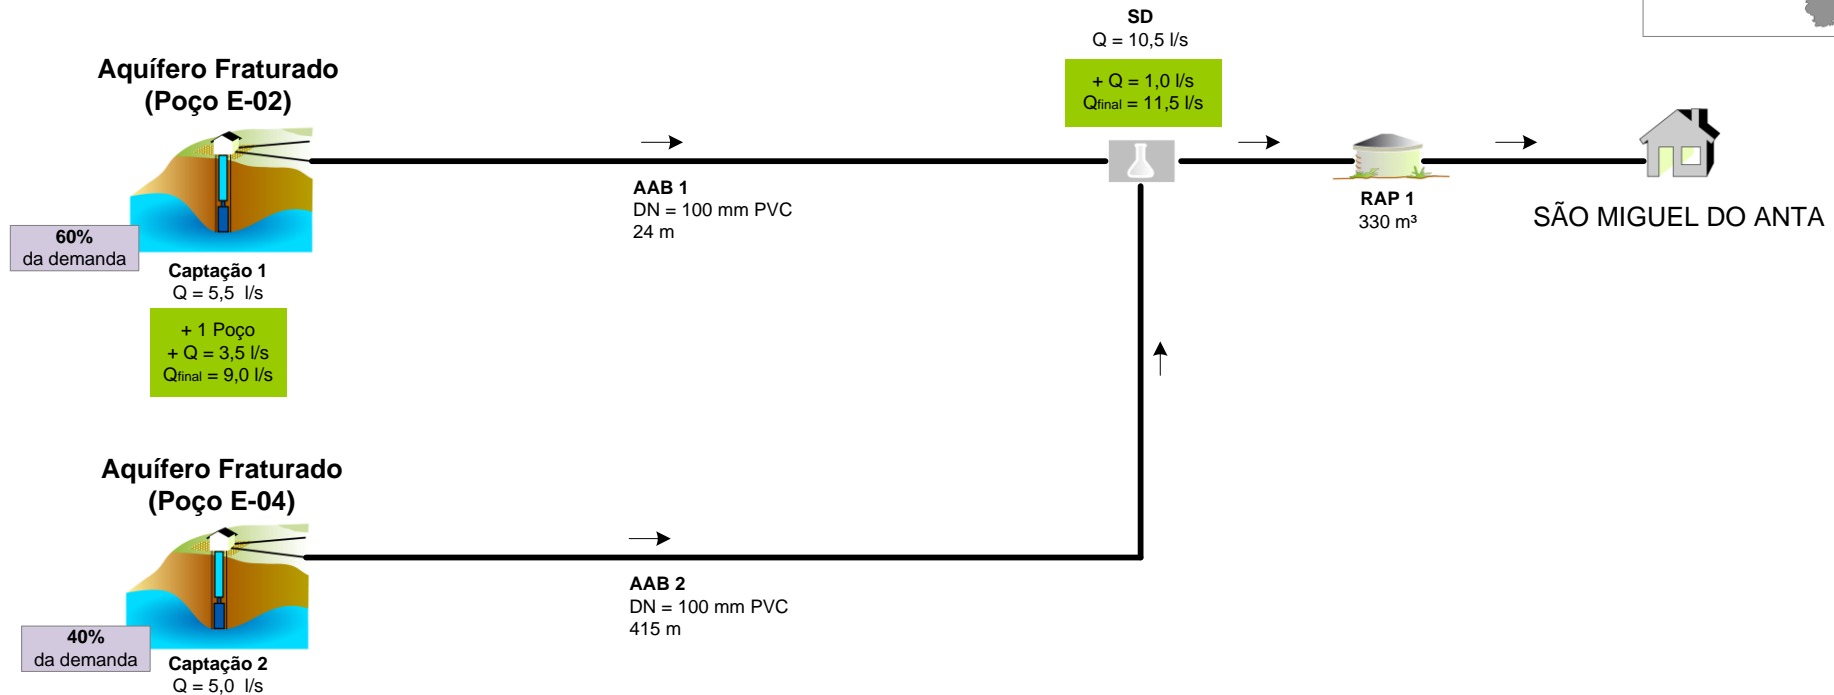 SD
Q = 10,5 l/s
+ Q = 1,0 l/s
Qfinal = 11,5 l/s
Aquífero Fraturado
(Poço E-02)
60%
da demanda
Captação 1
Q = 5,5 l/s
+ 1 Poço
+ Q = 3,5 l/s
Qfinal = 9,0 l/s
AAB 1
DN = 100 mm PVC
24 m
RAP 1
330 m³
SÃO MIGUEL DO ANTA
Aquífero Fraturado
(Poço E-04)
40%
da demanda
Captação 2
Q = 5,0 l/s
AAB 2
DN = 100 mm PVC
415 m